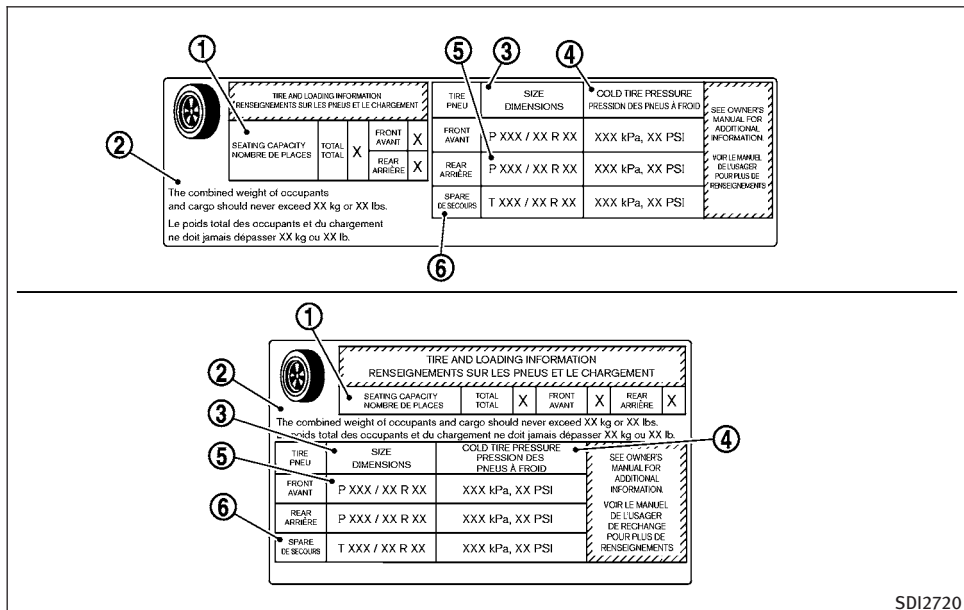 ①
②
③
④
⑤
⑥
TIRE AND LOADING INFORMATION
RENSEIGNEMENTS SUR LES PNEUS ET LE CHARGEMENT
SEATING CAPACITY
NOMBRE DE PLACES
TOTAL
TOTAL
X
FRONT
AVANT
X
REAR
ARRIÈRE
X
The combined weight of occupants
and cargo should never exceed XX kg or XX lbs.
Le poids total des occupants et du chargement
ne doit jamais dépasser XX kg ou XX lb.
TIRE
PNEU
SIZE
DIMENSIONS
COLD TIRE PRESSURE
PRESSION DES PNEUS À FROID
FRONT
AVANT
P XXX / XX R XX
XXX kPa, XX PSI
REAR
ARRIÈRE
P XXX / XX R XX
XXX kPa, XX PSI
SPARE
DE SECOURS
T XXX / XX R XX
XXX kPa, XX PSI
SEE OWNER'S
MANUAL FOR
ADDITIONAL
INFORMATION.
VOIR LE MANUEL
DE L'USAGER
POUR PLUS DE
RENSEIGNEMENTS
①
②
③
④
⑤
⑥
TIRE AND LOADING INFORMATION
RENSEIGNEMENTS SUR LES PNEUS ET LE CHARGEMENT
SEATING CAPACITY
NOMBRE DE PLACES
TOTAL
TOTAL
X
FRONT
AVANT
X
REAR
ARRIÈRE
X
The combined weight of occupants and cargo should never exceed XX kg or XX lbs.
Le poids total des occupants et du chargement ne doit jamais dépasser XX kg ou XX lb.
TIRE
PNEU
SIZE
DIMENSIONS
COLD TIRE PRESSURE
PRESSION DES
PNEUS À FROID
FRONT
AVANT
P XXX / XX R XX
XXX kPa, XX PSI
REAR
ARRIÈRE
P XXX / XX R XX
XXX kPa, XX PSI
SPARE
DE SECOURS
T XXX / XX R XX
XXX kPa, XX PSI
SEE OWNER'S
MANUAL FOR
ADDITIONAL
INFORMATION.
VOIR LE MANUEL
DE L'USAGER
DE RECHANGE
POUR PLUS DE
RENSEIGNEMENTS
SDI2720